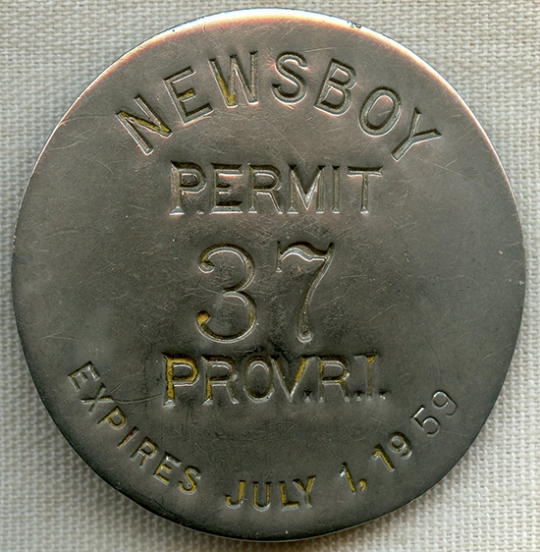 NEWSBOY
PERMIT
37
PROV.R.I.
EXPIRES JULY 1, 1959